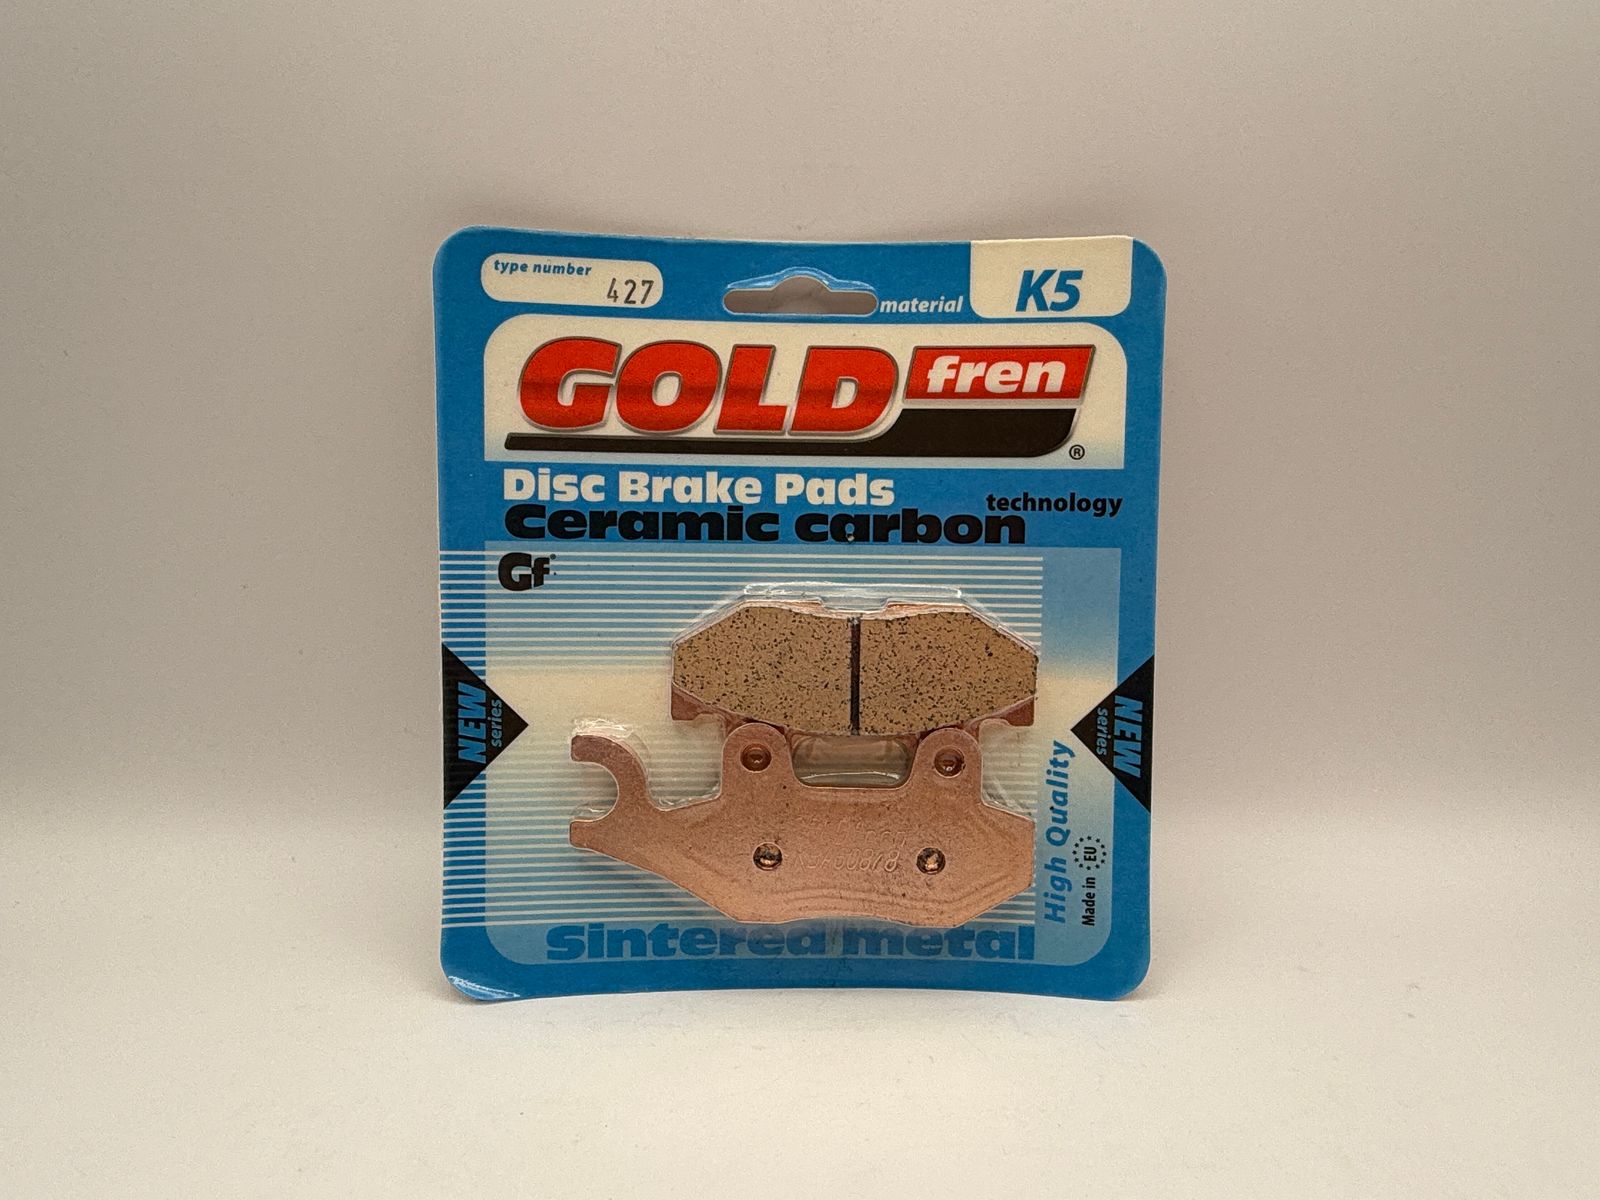 type number
427
material
K5
GOLD fren
®
Disc Brake Pads
technology
Ceramic carbon
Gf
NEW
series
NEW
series
High Quality
Made in EU
Sintered metal